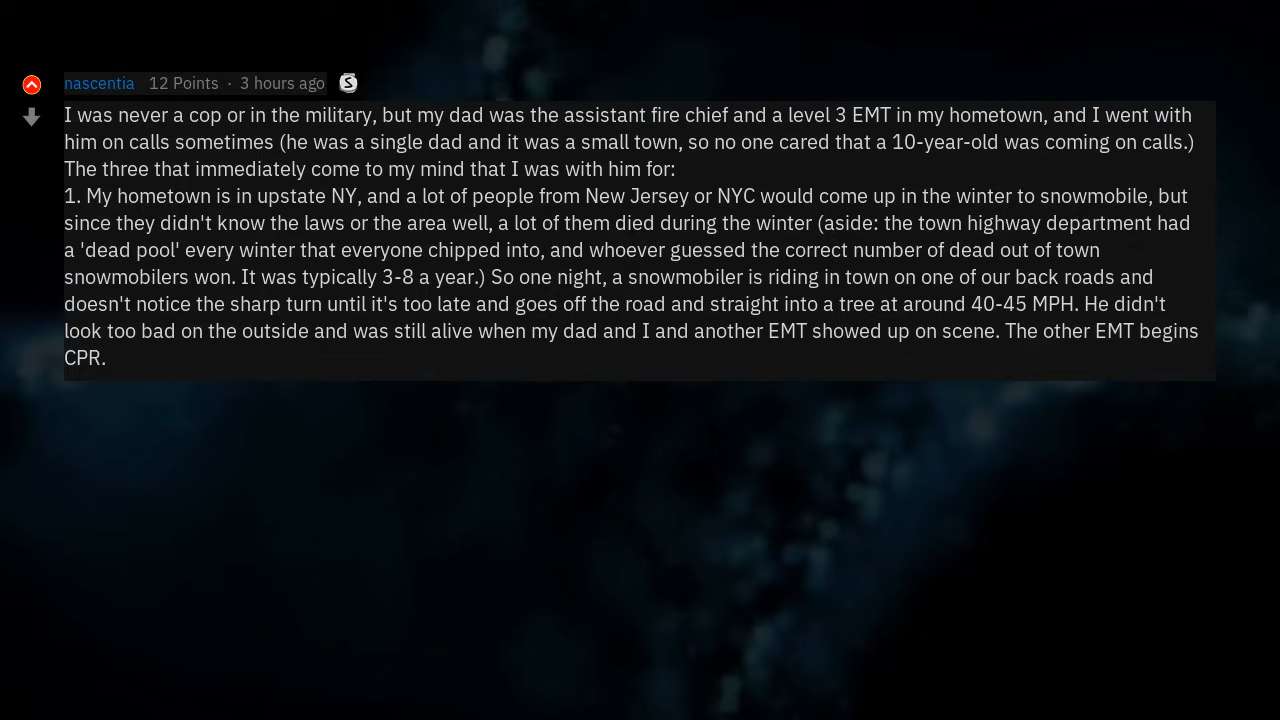 nascentia 12 Points · 3 hours ago
I was never a cop or in the military, but my dad was the assistant fire chief and a level 3 EMT in my hometown, and I went with
him on calls sometimes (he was a single dad and it was a small town, so no one cared that a 10-year-old was coming on calls.)
The three that immediately come to my mind that I was with him for:
1. My hometown is in upstate NY, and a lot of people from New Jersey or NYC would come up in the winter to snowmobile, but
since they didn't know the laws or the area well, a lot of them died during the winter (aside: the town highway department had
a 'dead pool' every winter that everyone chipped into, and whoever guessed the correct number of dead out of town
snowmobilers won. It was typically 3-8 a year.) So one night, a snowmobiler is riding in town on one of our back roads and
doesn't notice the sharp turn until it's too late and goes off the road and straight into a tree at around 40-45 MPH. He didn't
look too bad on the outside and was still alive when my dad and I and another EMT showed up on scene. The other EMT begins
CPR.